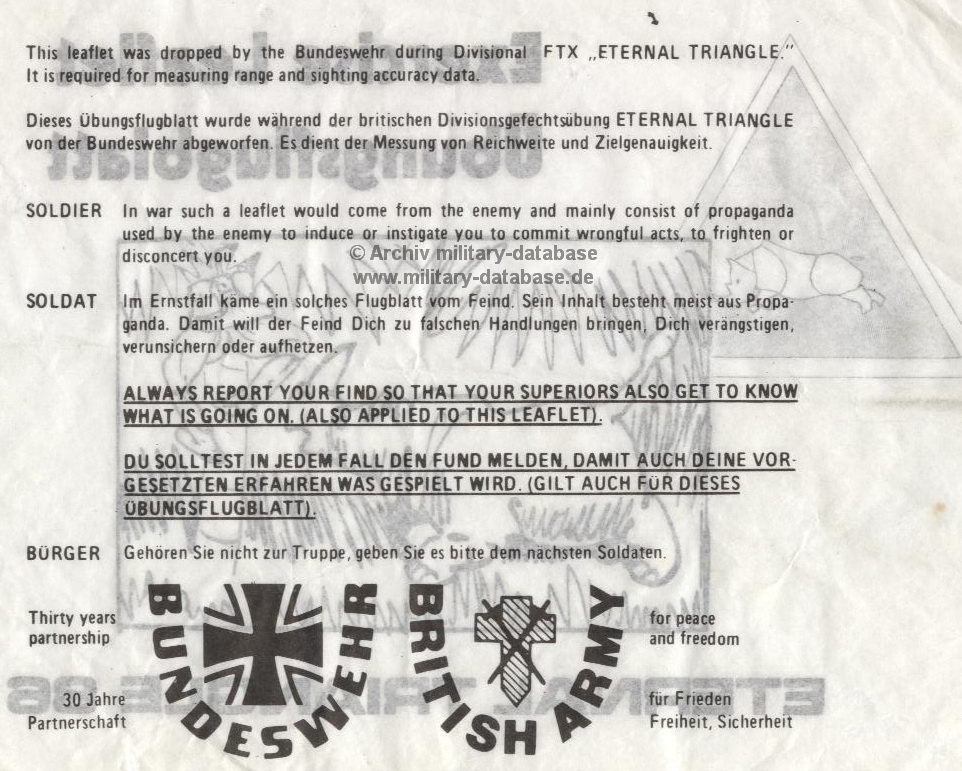 This leaflet was dropped by the Bundeswehr during Divisional FTX „ETERNAL TRIANGLE."
It is required for measuring range and sighting accuracy data.
Dieses Übungsflugblatt wurde während der britischen Divisionsgefechtsübung ETERNAL TRIANGLE
von der Bundeswehr abgeworfen. Es dient der Messung von Reichweite und Zielgenauigkeit.
SOLDIER In war such a leaflet would come from the enemy and mainly consist of propaganda
used by the enemy to induce or instigate you to commit wrongful acts, to frighten or
disconcert you.
© Archiv military-database
www.military-database.de
SOLDAT Im Ernstfall käme ein solches Flugblatt vom Feind. Sein Inhalt besteht meist aus Propa-
ganda. Damit will der Feind Dich zu falschen Handlungen bringen, Dich verängstigen,
verunsichern oder aufhetzen.
ALWAYS REPORT YOUR FIND SO THAT YOUR SUPERIORS ALSO GET TO KNOW
WHAT IS GOING ON. (ALSO APPLIED TO THIS LEAFLET).
DU SOLLTEST IN JEDEM FALL DEN FUND MELDEN, DAMIT AUCH DEINE VOR-
GESETZTEN ERFAHREN WAS GESPIELT WIRD. (GILT AUCH FÜR DIESES
ÜBUNGSFLUGBLATT).
BÜRGER Gehören Sie nicht zur Truppe, geben Sie es bitte dem nächsten Soldaten.
Thirty years
partnership
30 Jahre
Partnerschaft
BUNDESWEHR
BRITISH ARMY
for peace
and freedom
für Frieden
Freiheit, Sicherheit